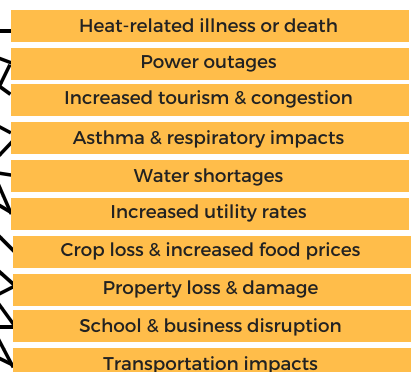 Heat-related illness or death
Power outages
Increased tourism & congestion
Asthma & respiratory impacts
Water shortages
Increased utility rates
Crop loss & increased food prices
Property loss & damage
School & business disruption
Transportation impacts